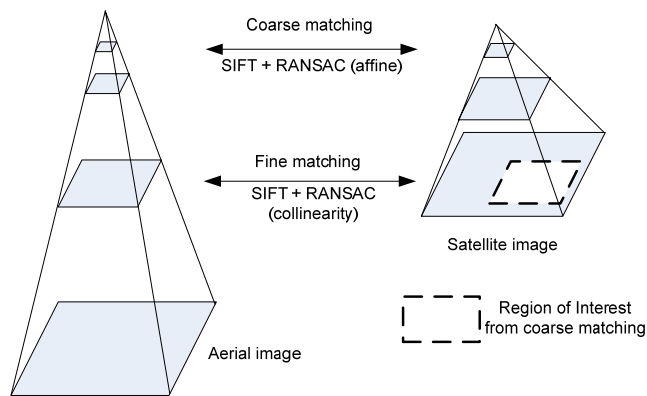 Coarse matching
SIFT + RANSAC (affine)
Fine matching
SIFT + RANSAC
(collinearity)
Satellite image
Region of Interest
from coarse matching
Aerial image